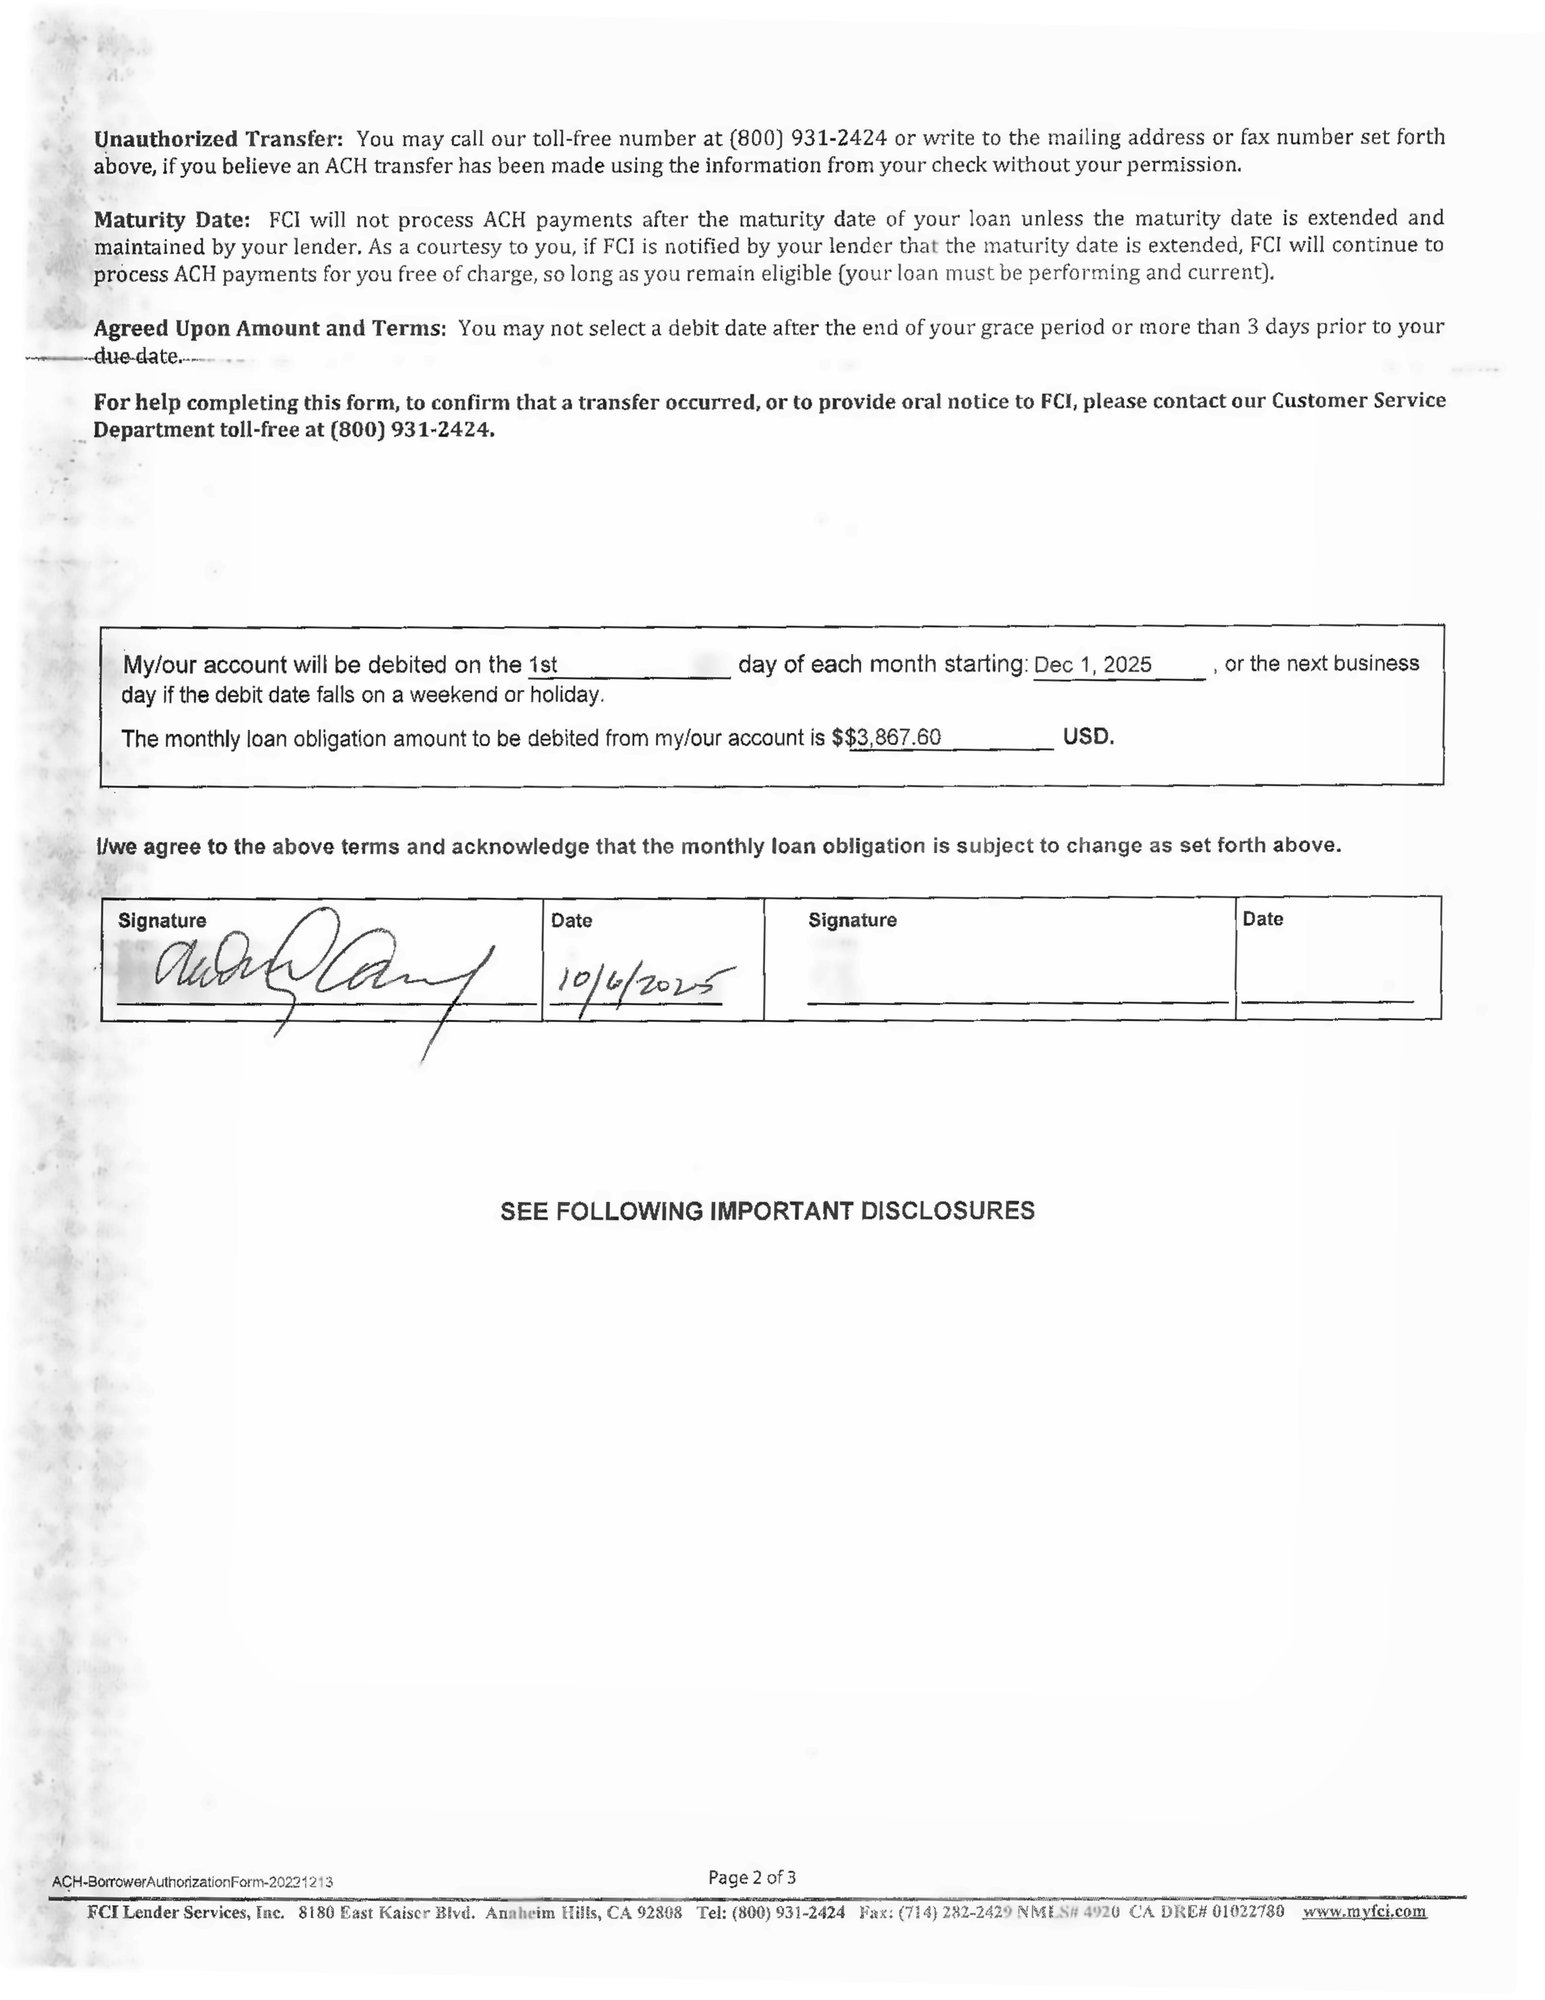 Unauthorized Transfer: You may call our toll-free number at (800) 931-2424 or write to the mailing address or fax number set forth
above, if you believe an ACH transfer has been made using the information from your check without your permission.
Maturity Date: FCI will not process ACH payments after the maturity date of your loan unless the maturity date is extended and
maintained by your lender. As a courtesy to you, if FCI is notified by your lender that the maturity date is extended, FCI will continue to
process ACH payments for you free of charge, so long as you remain eligible (your loan must be performing and current).
Agreed Upon Amount and Terms: You may not select a debit date after the end of your grace period or more than 3 days prior to your
due date.
For help completing this form, to confirm that a transfer occurred, or to provide oral notice to FCI, please contact our Customer Service
Department toll-free at (800) 931-2424.
My/our account will be debited on the 1st day of each month starting: Dec 1, 2025 , or the next business
day if the debit date falls on a weekend or holiday.
The monthly loan obligation amount to be debited from my/our account is $$3,867.60 USD.
I/we agree to the above terms and acknowledge that the monthly loan obligation is subject to change as set forth above.
Signature Date Signature Date
10/6/2025
SEE FOLLOWING IMPORTANT DISCLOSURES
ACH-BorrowerAuthorizationForm-20221213 Page 2 of 3
FCI Lender Services, Inc. 8180 East Kaiser Blvd. Anaheim Hills, CA 92808 Tel: (800) 931-2424 Fax: (714) 282-2429 NMLS# 4920 CA DRE# 01022780 www.myfci.com